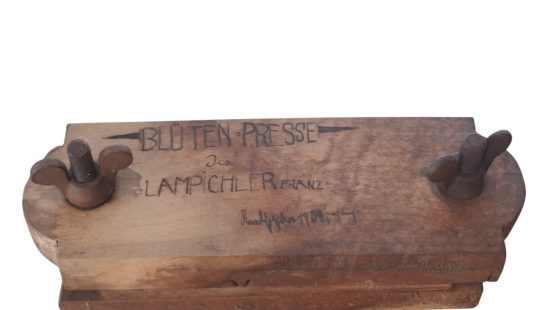 BLÜTEN-PRESSE
Des
LAMPICHLER FRANZ